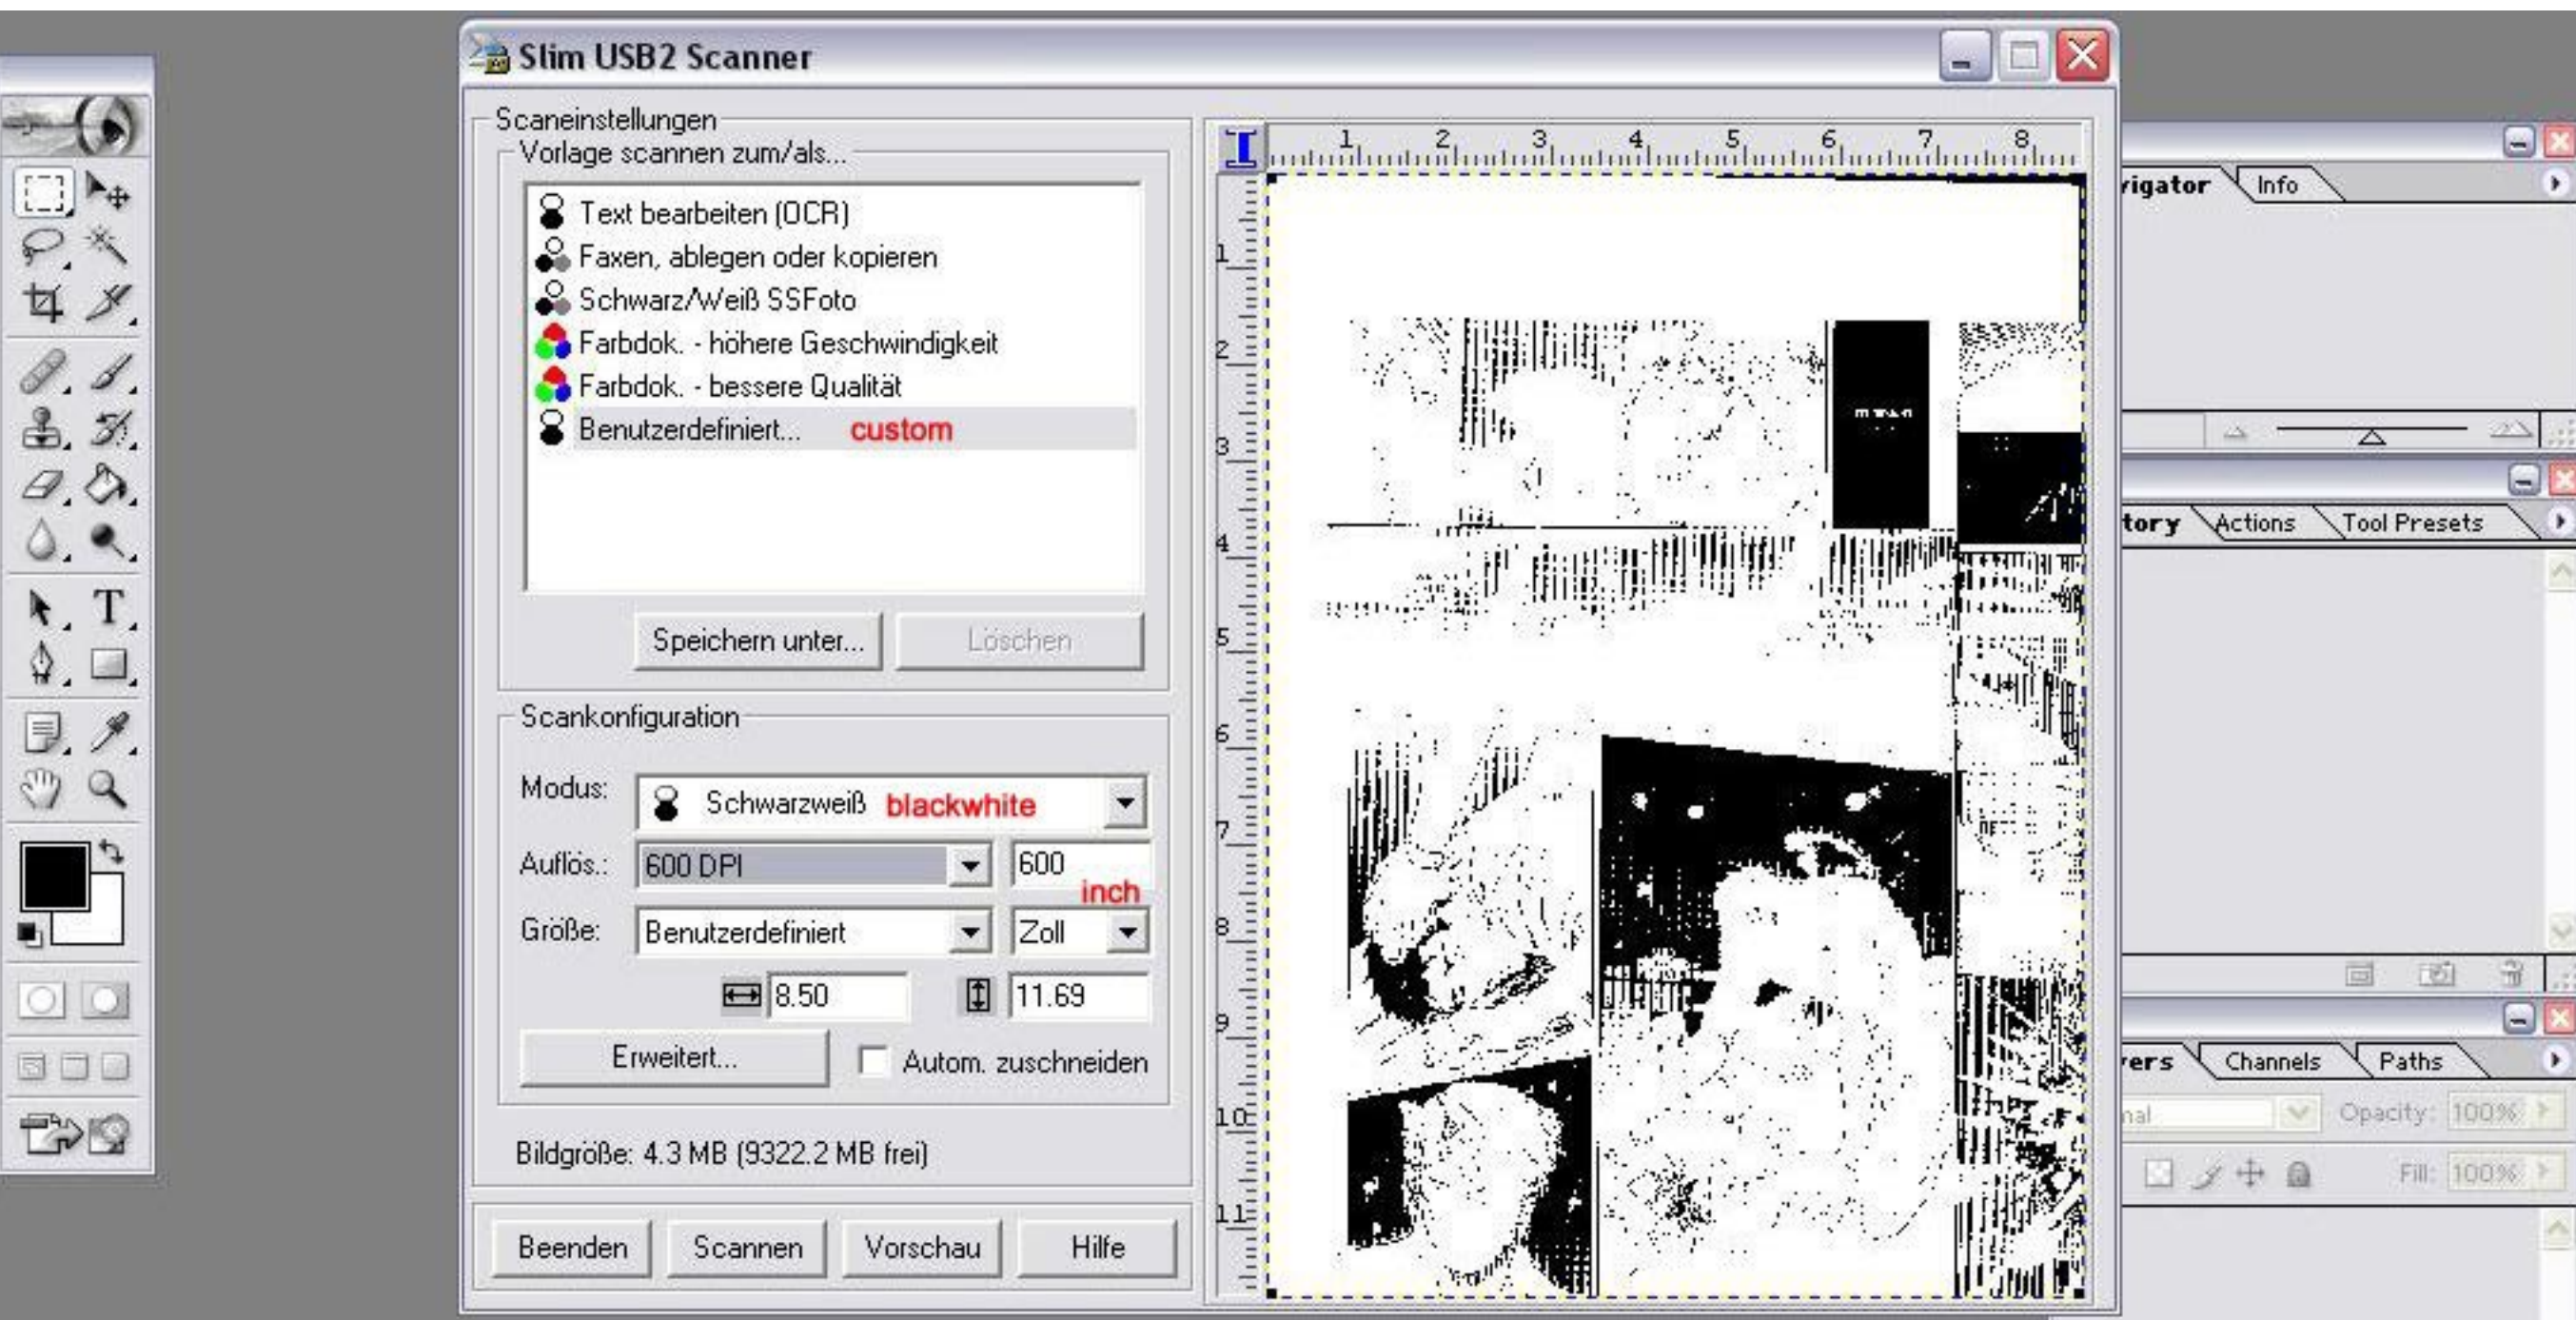 Slim USB2 Scanner
Scaneinstellungen
Vorlage scannen zum/als...
Text bearbeiten (OCR)
Faxen, ablegen oder kopieren
Schwarz/Weiß SSFoto
Farbdok. - höhere Geschwindigkeit
Farbdok. - bessere Qualität
Benutzerdefiniert... custom
Speichern unter... Löschen
Scankonfiguration
Modus: Schwarzweiß blackwhite
Auflös.: 600 DPI 600
inch
Größe: Benutzerdefiniert Zoll
8.50 11.69
Erweitert... Autom. zuschneiden
Bildgröße: 4.3 MB (9322.2 MB frei)
Beenden Scannen Vorschau Hilfe
1 2 3 4 5 6 7 8
1
2
3
4
5
6
7
8
9
10
11
T
vigator Info
tory Actions Tool Presets
yers Channels Paths
mal Opacity: 100%
Fill: 100%